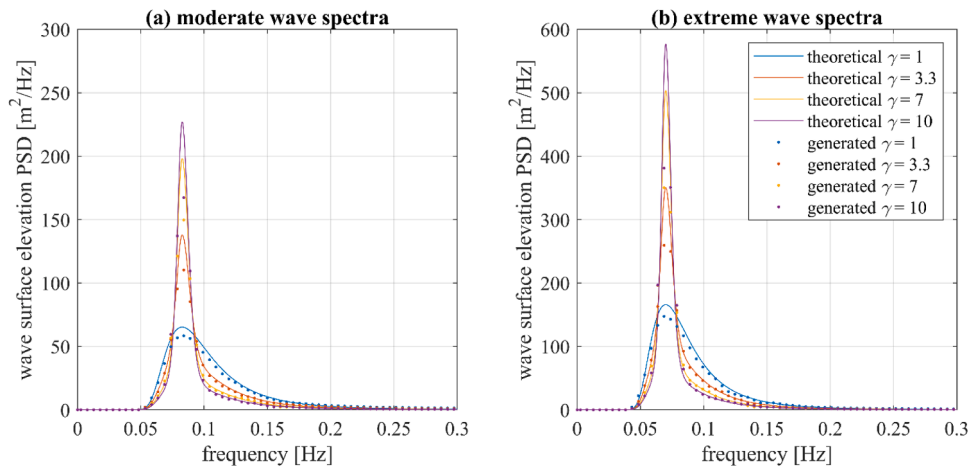 (a) moderate wave spectra
wave surface elevation PSD [m²/Hz]
300
250
200
150
100
50
0
0 0.05 0.1 0.15 0.2 0.25 0.3
frequency [Hz]
(b) extreme wave spectra
wave surface elevation PSD [m²/Hz]
600
500
400
300
200
100
0
0 0.05 0.1 0.15 0.2 0.25 0.3
frequency [Hz]
theoretical γ = 1
theoretical γ = 3.3
theoretical γ = 7
theoretical γ = 10
generated γ = 1
generated γ = 3.3
generated γ = 7
generated γ = 10